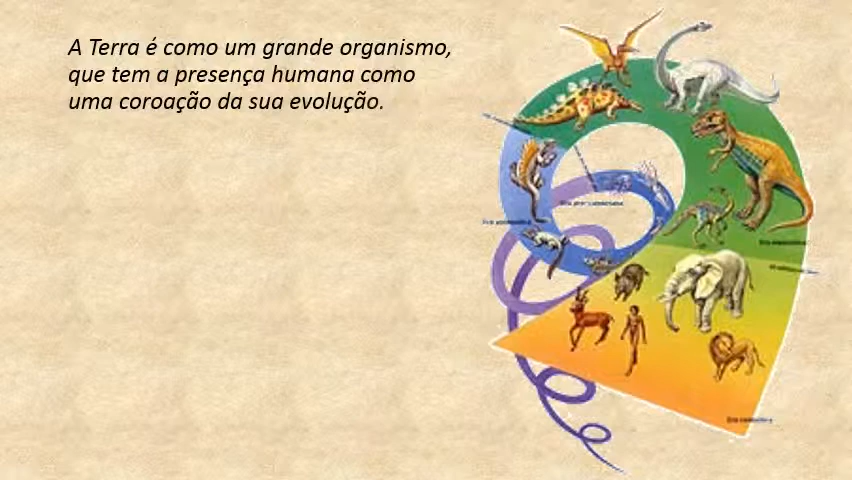 A Terra é como um grande organismo,
que tem a presença humana como
uma coroação da sua evolução.